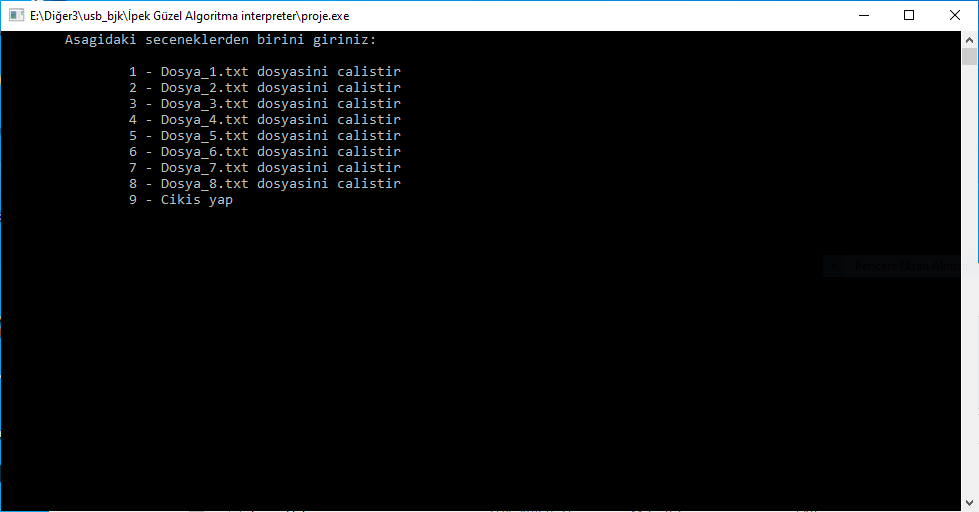 E:\Diğer3\usb_bjk\İpek Güzel Algoritma interpreter\proje.exe
Asagidaki seceneklerden birini giriniz:
1 - Dosya_1.txt dosyasini calistir
2 - Dosya_2.txt dosyasini calistir
3 - Dosya_3.txt dosyasini calistir
4 - Dosya_4.txt dosyasini calistir
5 - Dosya_5.txt dosyasini calistir
6 - Dosya_6.txt dosyasini calistir
7 - Dosya_7.txt dosyasini calistir
8 - Dosya_8.txt dosyasini calistir
9 - Cikis yap